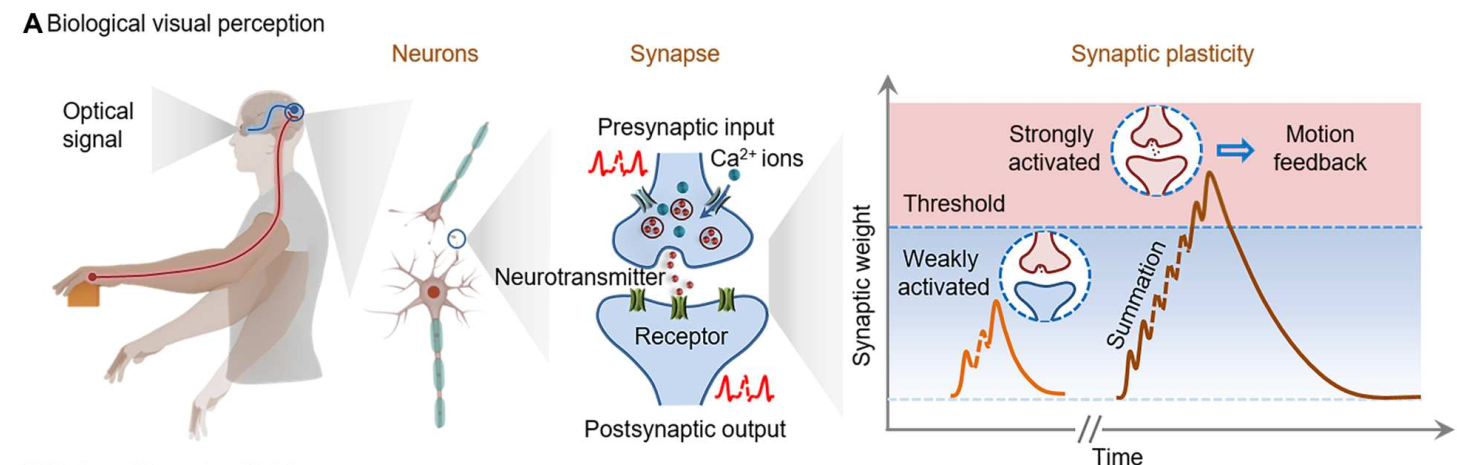 A Biological visual perception
Neurons
Synapse
Synaptic plasticity
Optical
signal
Presynaptic input
Ca²⁺ ions
Neurotransmitter
Receptor
Postsynaptic output
Synaptic weight
Strongly
activated
Motion
feedback
Threshold
Weakly
activated
Summation
Time